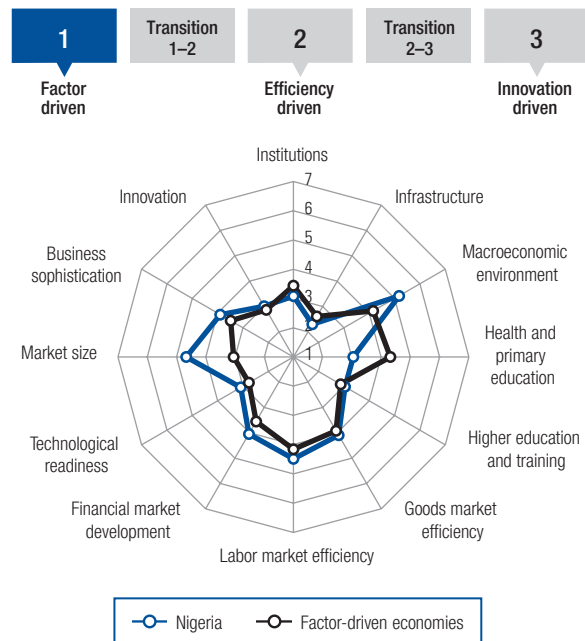 1
Transition
1–2
2
Transition
2–3
3
Factor
driven
Efficiency
driven
Innovation
driven
Institutions
Infrastructure
Macroeconomic
environment
Health and
primary
education
Higher education
and training
Goods market
efficiency
Labor market efficiency
Financial market
development
Technological
readiness
Market size
Business
sophistication
Innovation
7
6
5
4
3
2
1
Nigeria
Factor-driven economies